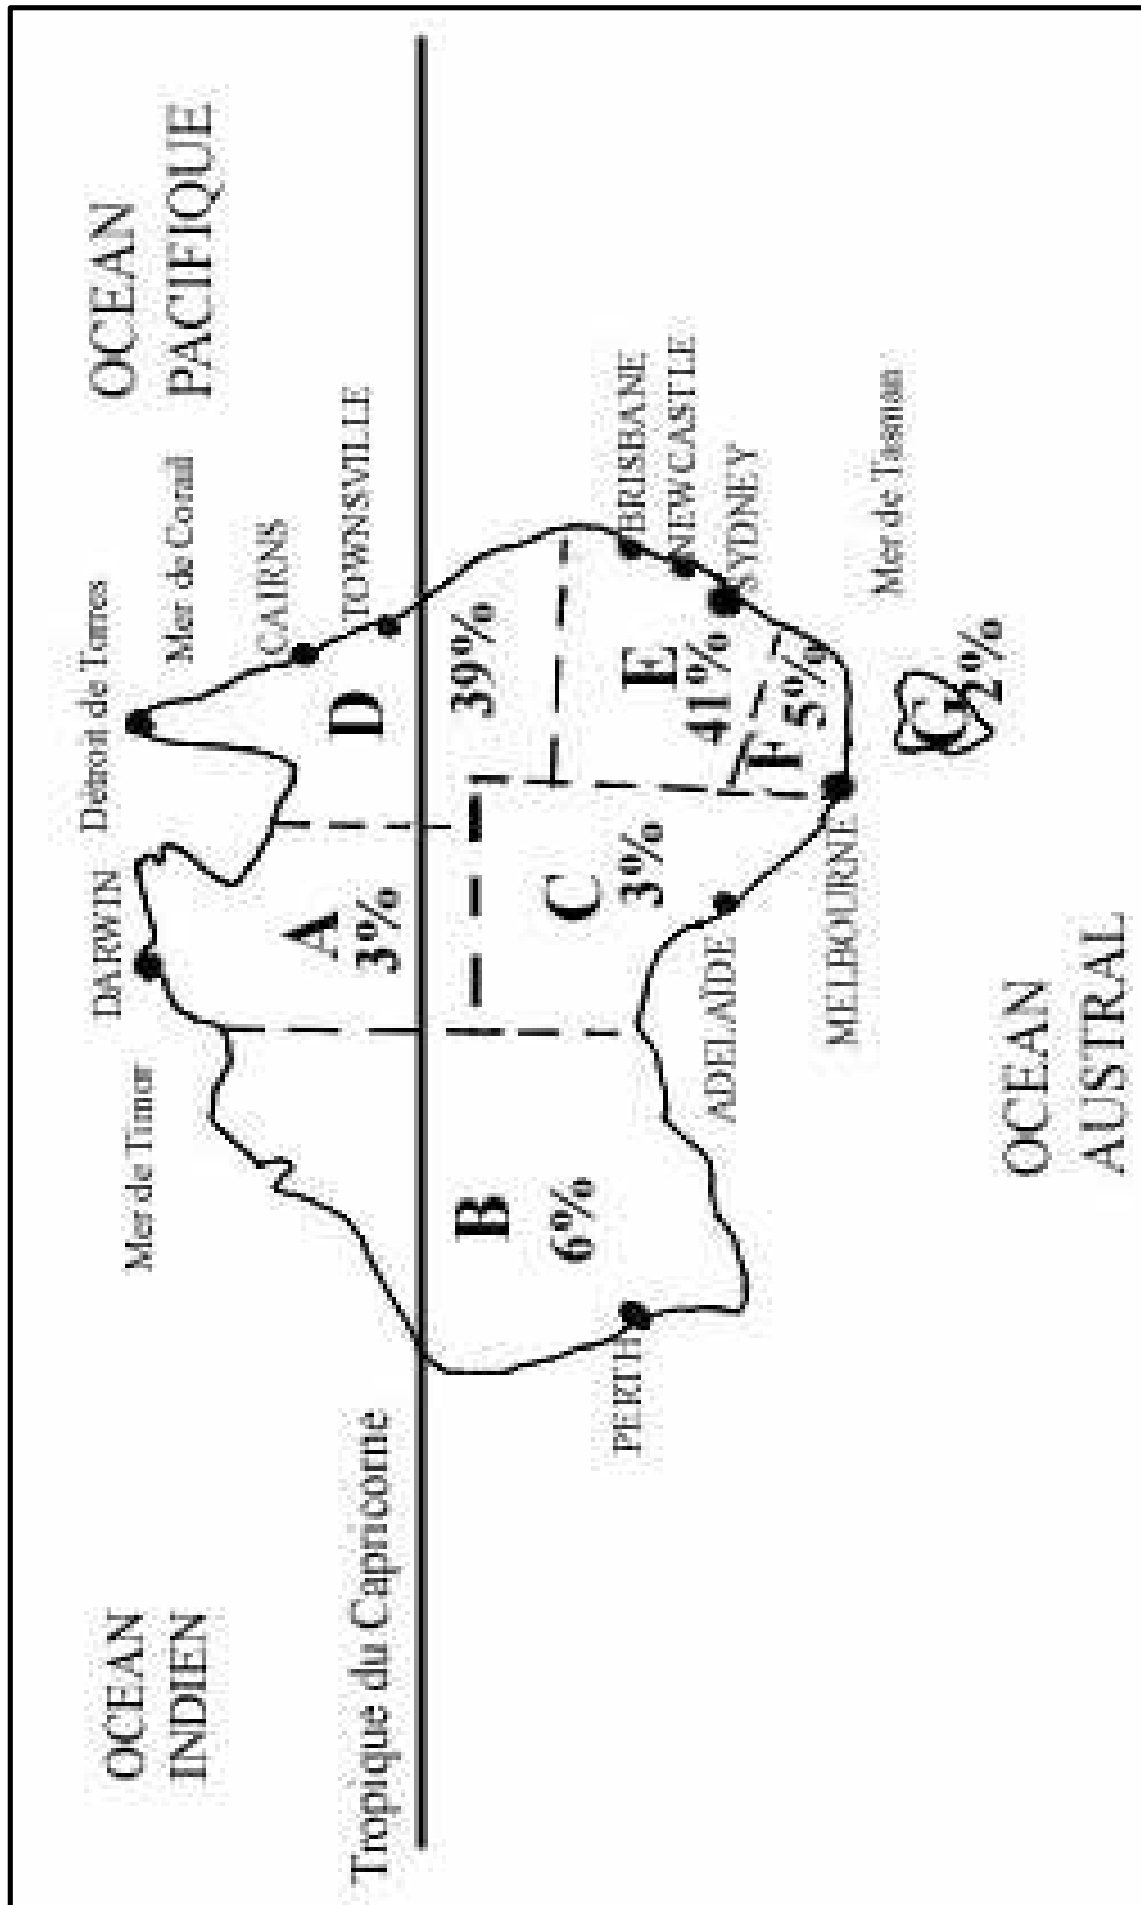 OCEAN
INDIEN
OCEAN
PACIFIQUE
Mer de Timor
DARWIN
Détroit de Torres
Mer de Corail
CAIRNS
TOWNSVILLE
Tropique du Capricorne
A
3%
D
39%
B
6%
C
3%
E
41%
F
5%
G
2%
PERTH
ADELAÏDE
MELBOURNE
BRISBANE
NEWCASTLE
SYDNEY
Mer de Tasman
OCEAN
AUSTRAL